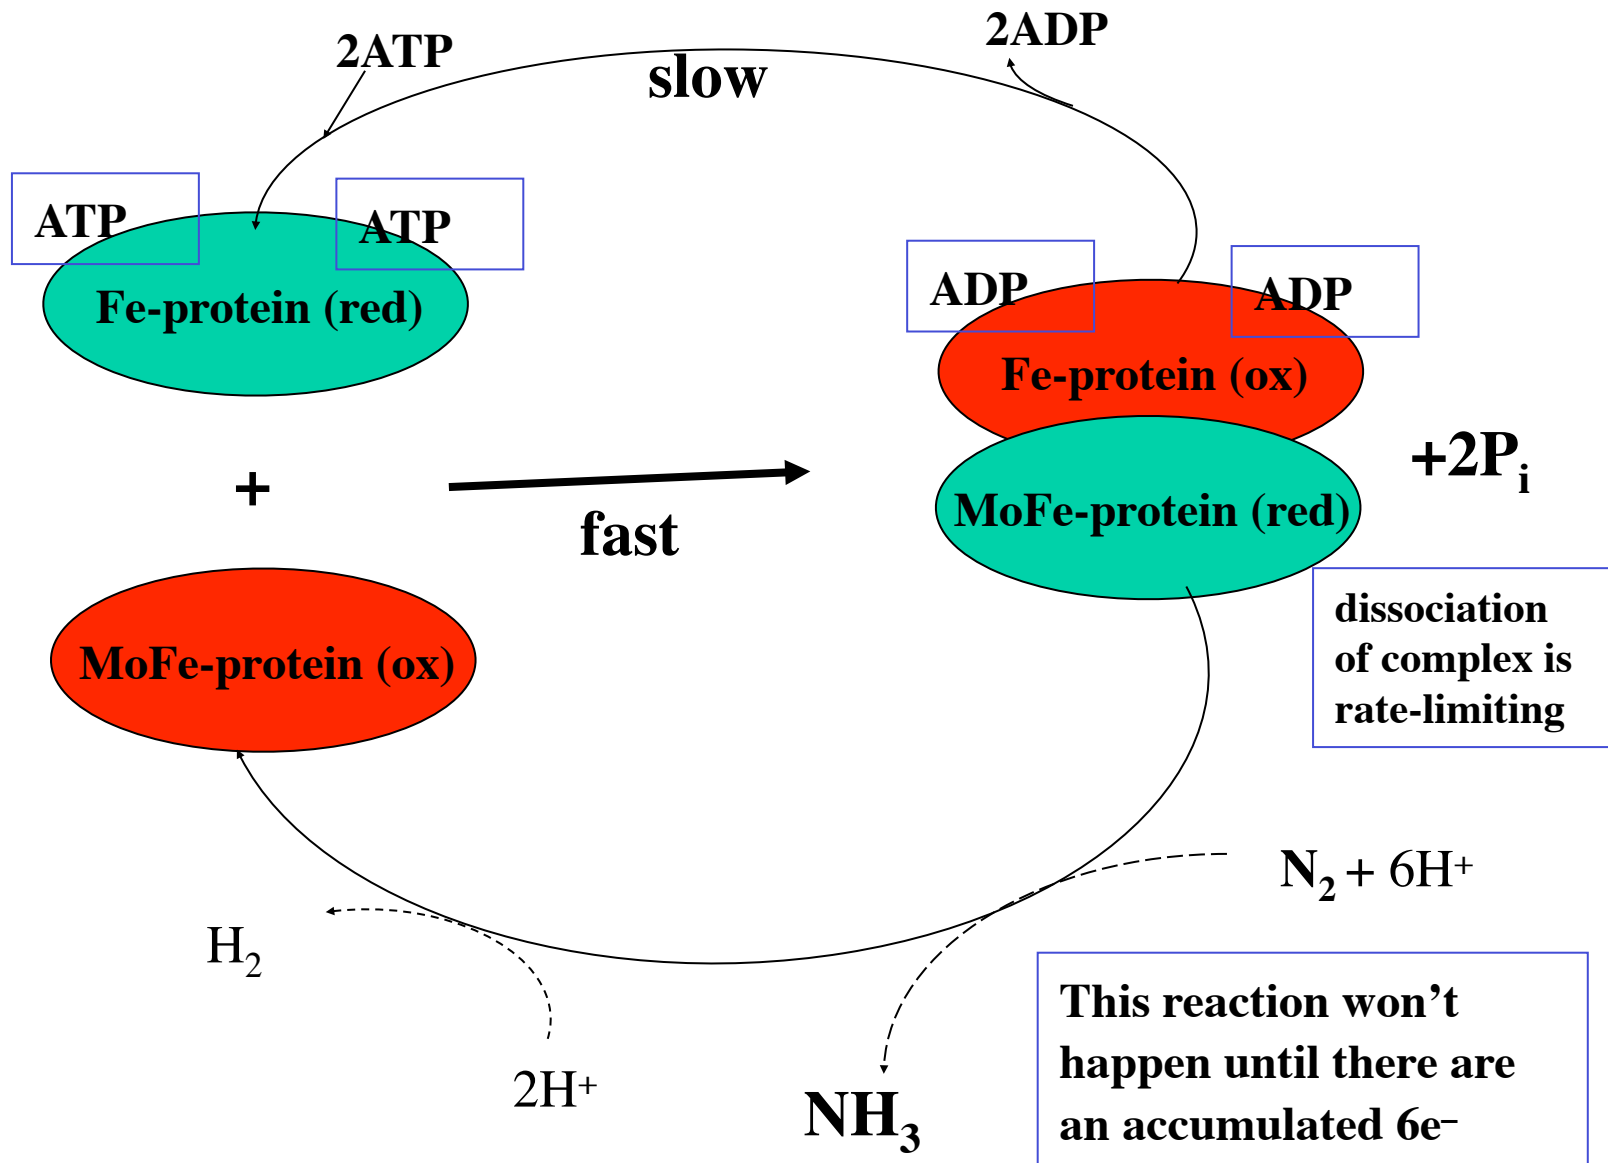 2ATP
2ADP
slow
ATP
ATP
Fe-protein (red)
ADP
ADP
Fe-protein (ox)
+
fast
MoFe-protein (red)
+2Pᵢ
MoFe-protein (ox)
dissociation
of complex is
rate-limiting
N₂ + 6H⁺
H₂
2H⁺
NH₃
This reaction won’t
happen until there are
an accumulated 6e⁻